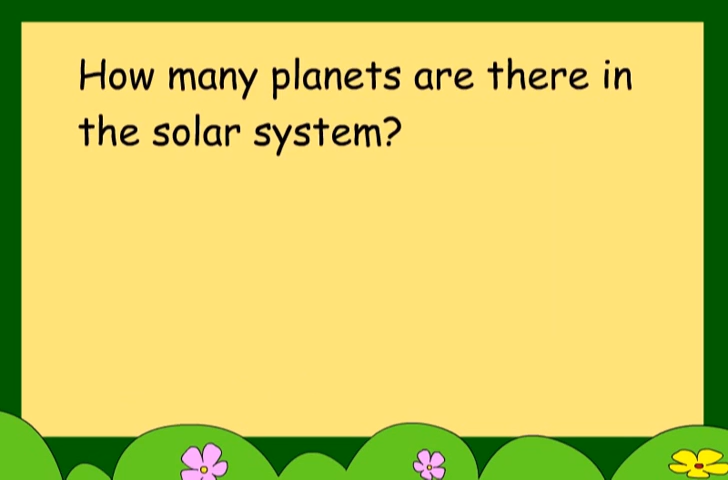 How many planets are there in
the solar system?